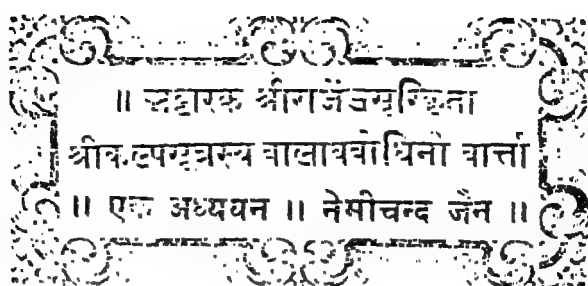 ॥ भट्टारक श्रीराजेंद्रसूरिकृता
श्रीकल्पसूत्रस्य बालावबोधिनी वार्त्ता
॥ एक अध्ययन ॥ नेमीचन्द जैन ॥